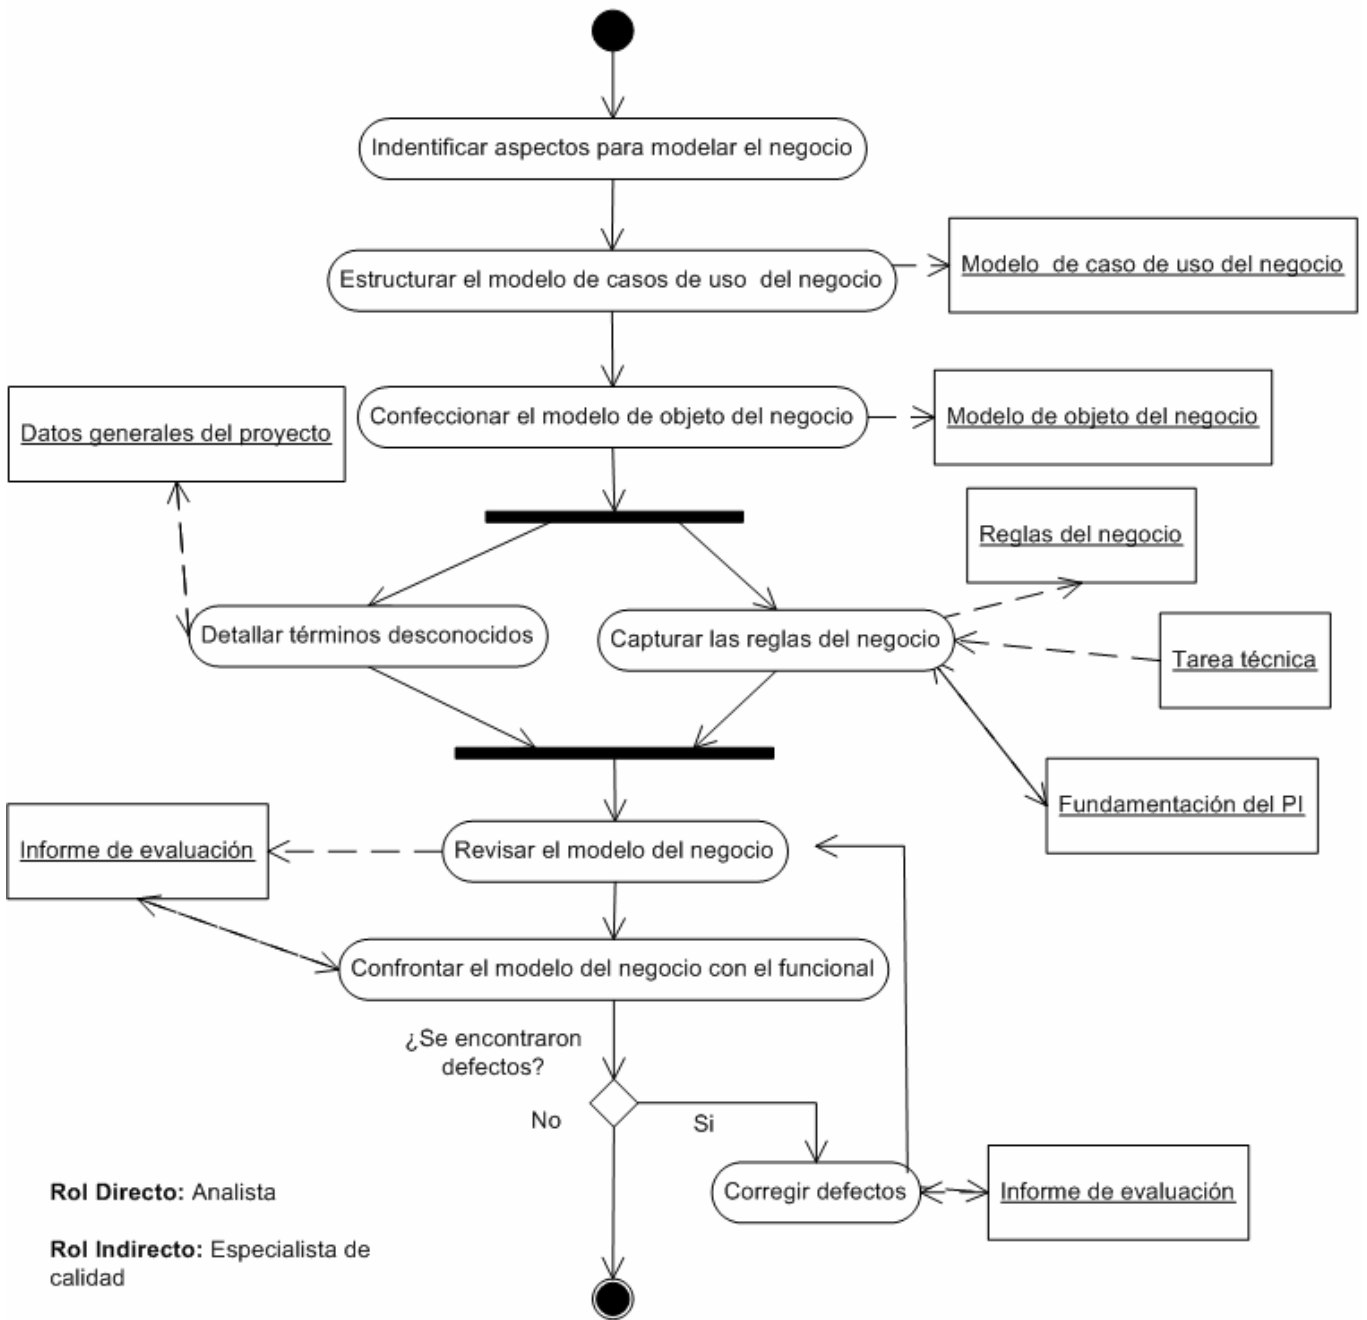 Indentificar aspectos para modelar el negocio
Estructurar el modelo de casos de uso  del negocio
Modelo  de caso de uso del negocio
Confeccionar el modelo de objeto del negocio
Modelo de objeto del negocio
Datos generales del proyecto
Reglas del negocio
Detallar términos desconocidos
Capturar las reglas del negocio
Tarea técnica
Fundamentación del PI
Informe de evaluación
Revisar el modelo del negocio
Confrontar el modelo del negocio con el funcional
¿Se encontraron
defectos?
No
Si
Corregir defectos
Informe de evaluación
Rol Directo: Analista
Rol Indirecto: Especialista de
calidad